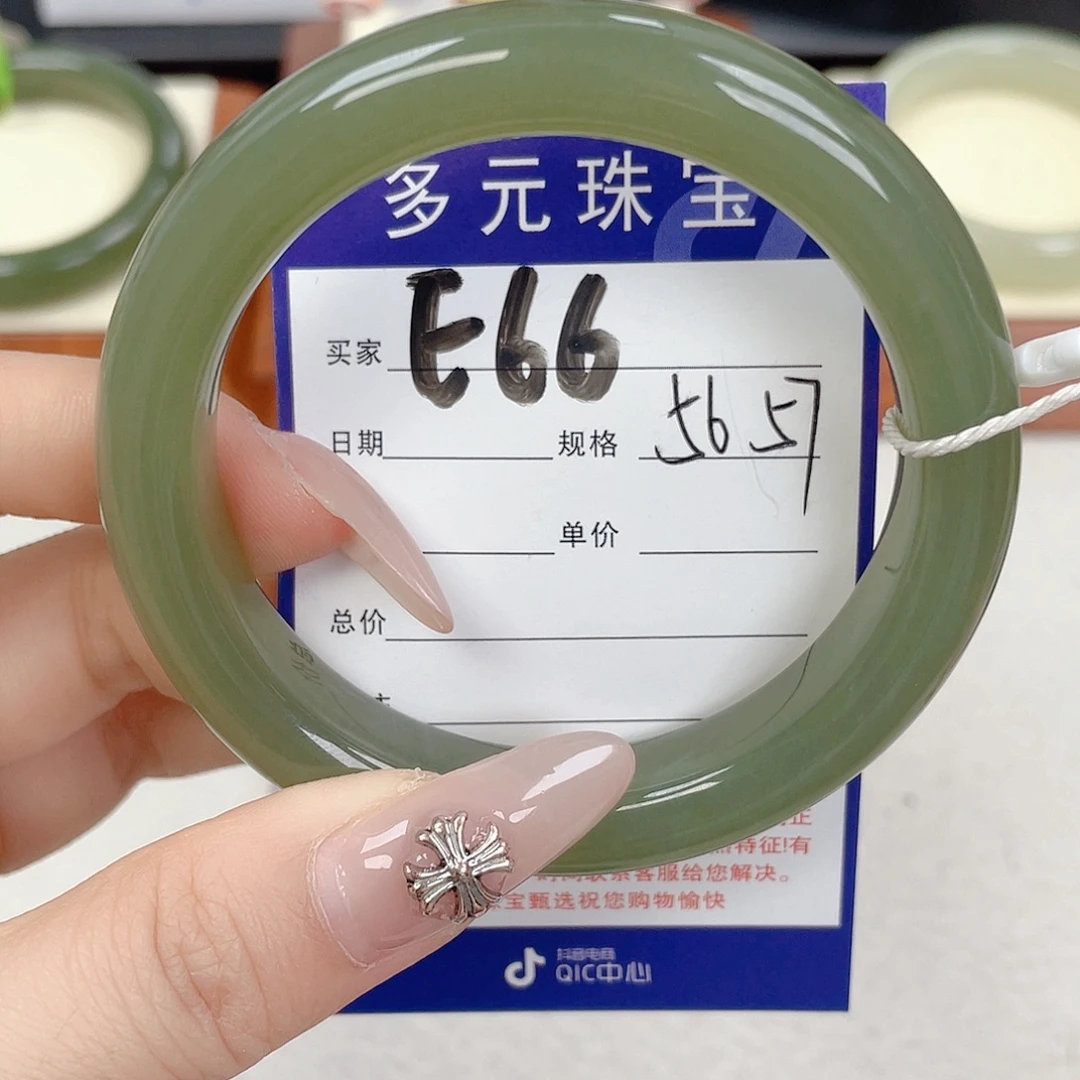 多元珠宝
买家 E66
日期 规格 56 57
单价
总价
特征!有
客服给您解决。
宝甄选祝您购物愉快
抖音电商
QIC中心